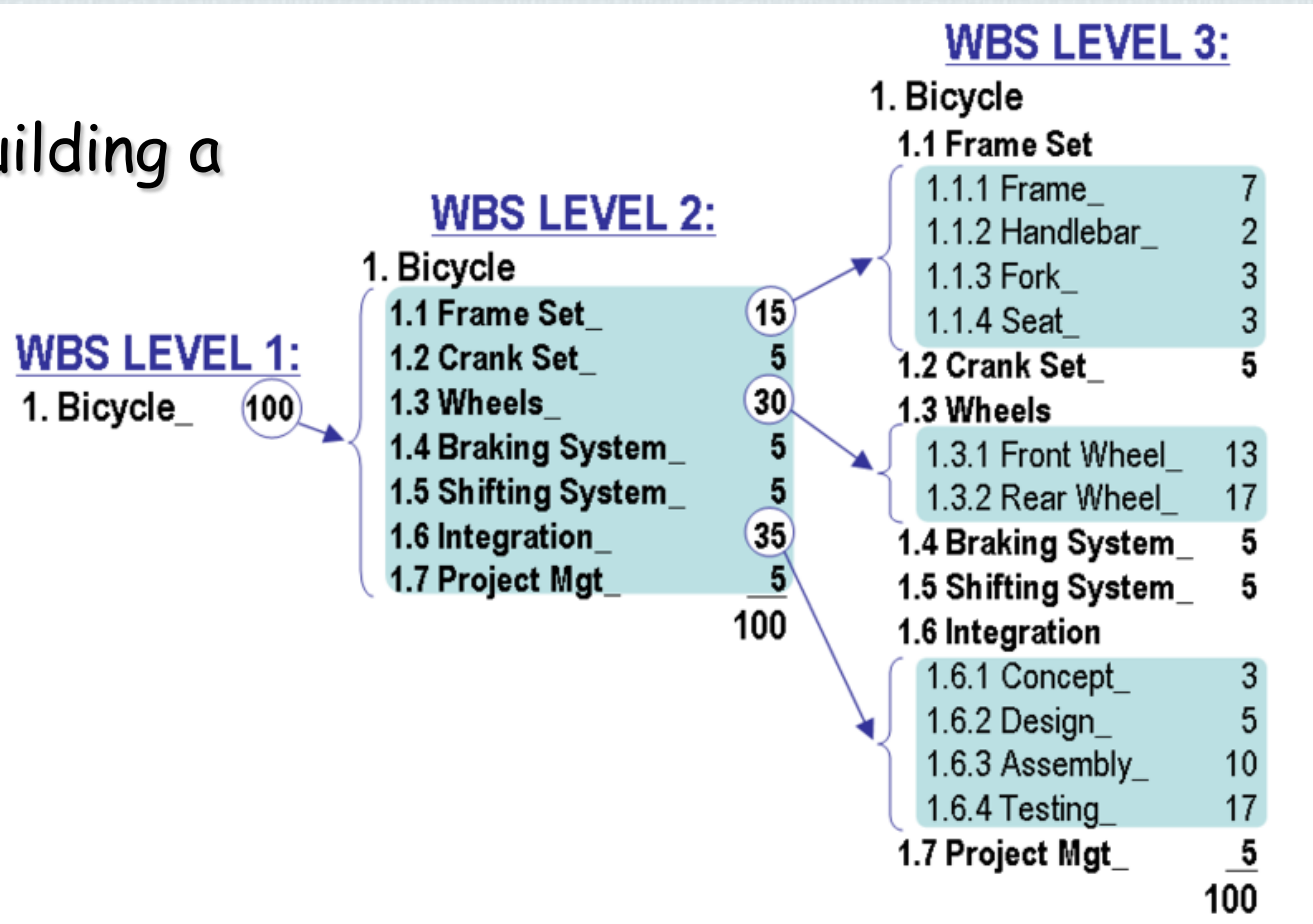 uilding a
WBS LEVEL 1:
1. Bicycle_ 100
WBS LEVEL 2:
1. Bicycle
1.1 Frame Set_ 15
1.2 Crank Set_ 5
1.3 Wheels_ 30
1.4 Braking System_ 5
1.5 Shifting System_ 5
1.6 Integration_ 35
1.7 Project Mgt_ 5
100
WBS LEVEL 3:
1. Bicycle
1.1 Frame Set
1.1.1 Frame_ 7
1.1.2 Handlebar_ 2
1.1.3 Fork_ 3
1.1.4 Seat_ 3
1.2 Crank Set_ 5
1.3 Wheels
1.3.1 Front Wheel_ 13
1.3.2 Rear Wheel_ 17
1.4 Braking System_ 5
1.5 Shifting System_ 5
1.6 Integration
1.6.1 Concept_ 3
1.6.2 Design_ 5
1.6.3 Assembly_ 10
1.6.4 Testing_ 17
1.7 Project Mgt_ 5
100